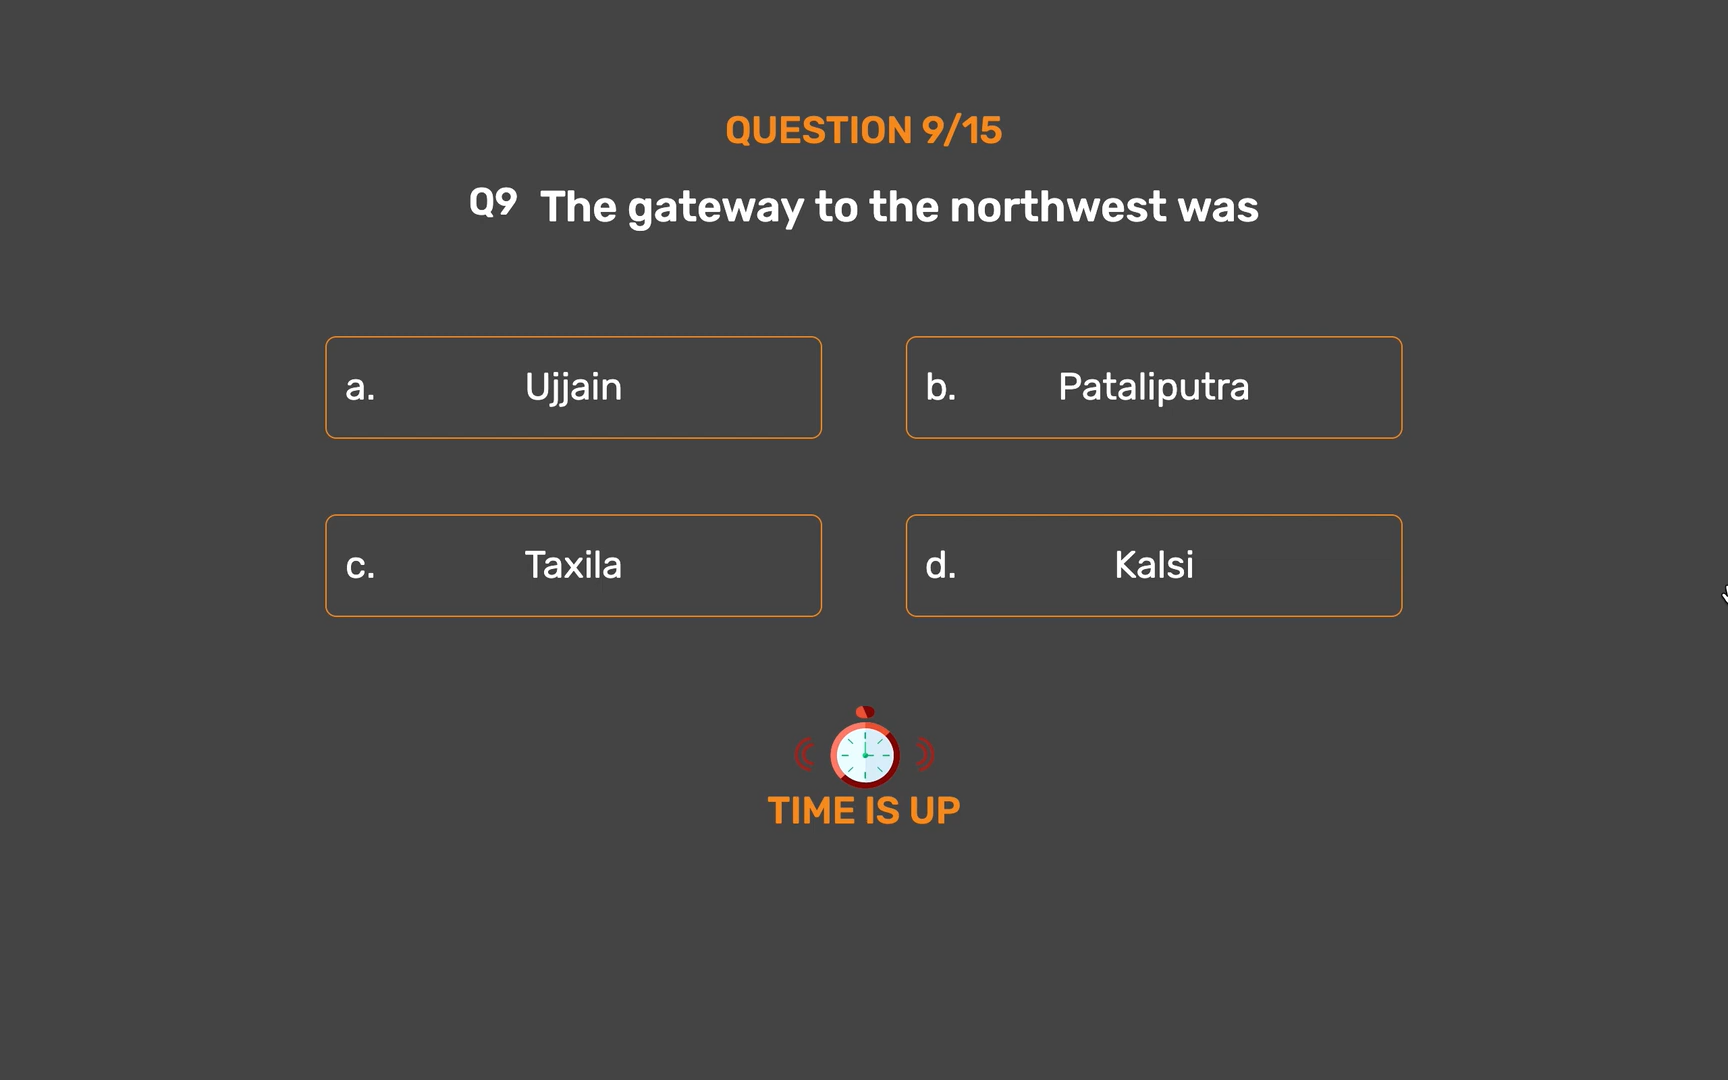 QUESTION 9/15
Q9 The gateway to the northwest was
a. Ujjain
b. Pataliputra
c. Taxila
d. Kalsi
TIME IS UP